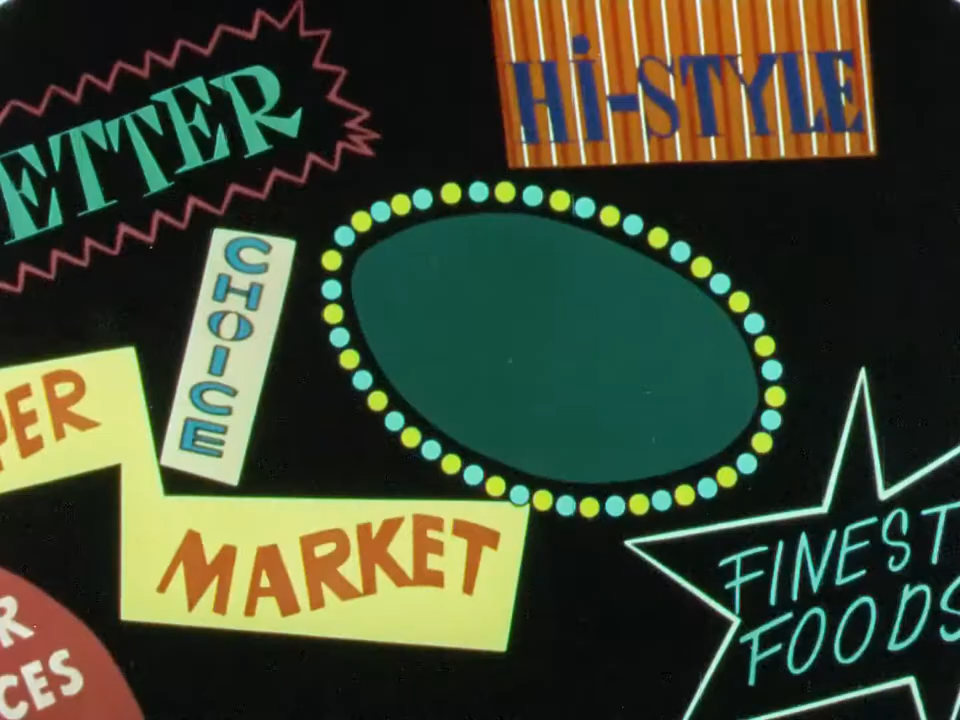 ETTER
Hi-STYLE
CHOICE
PER
MARKET
FINEST
FOODS
R
CES